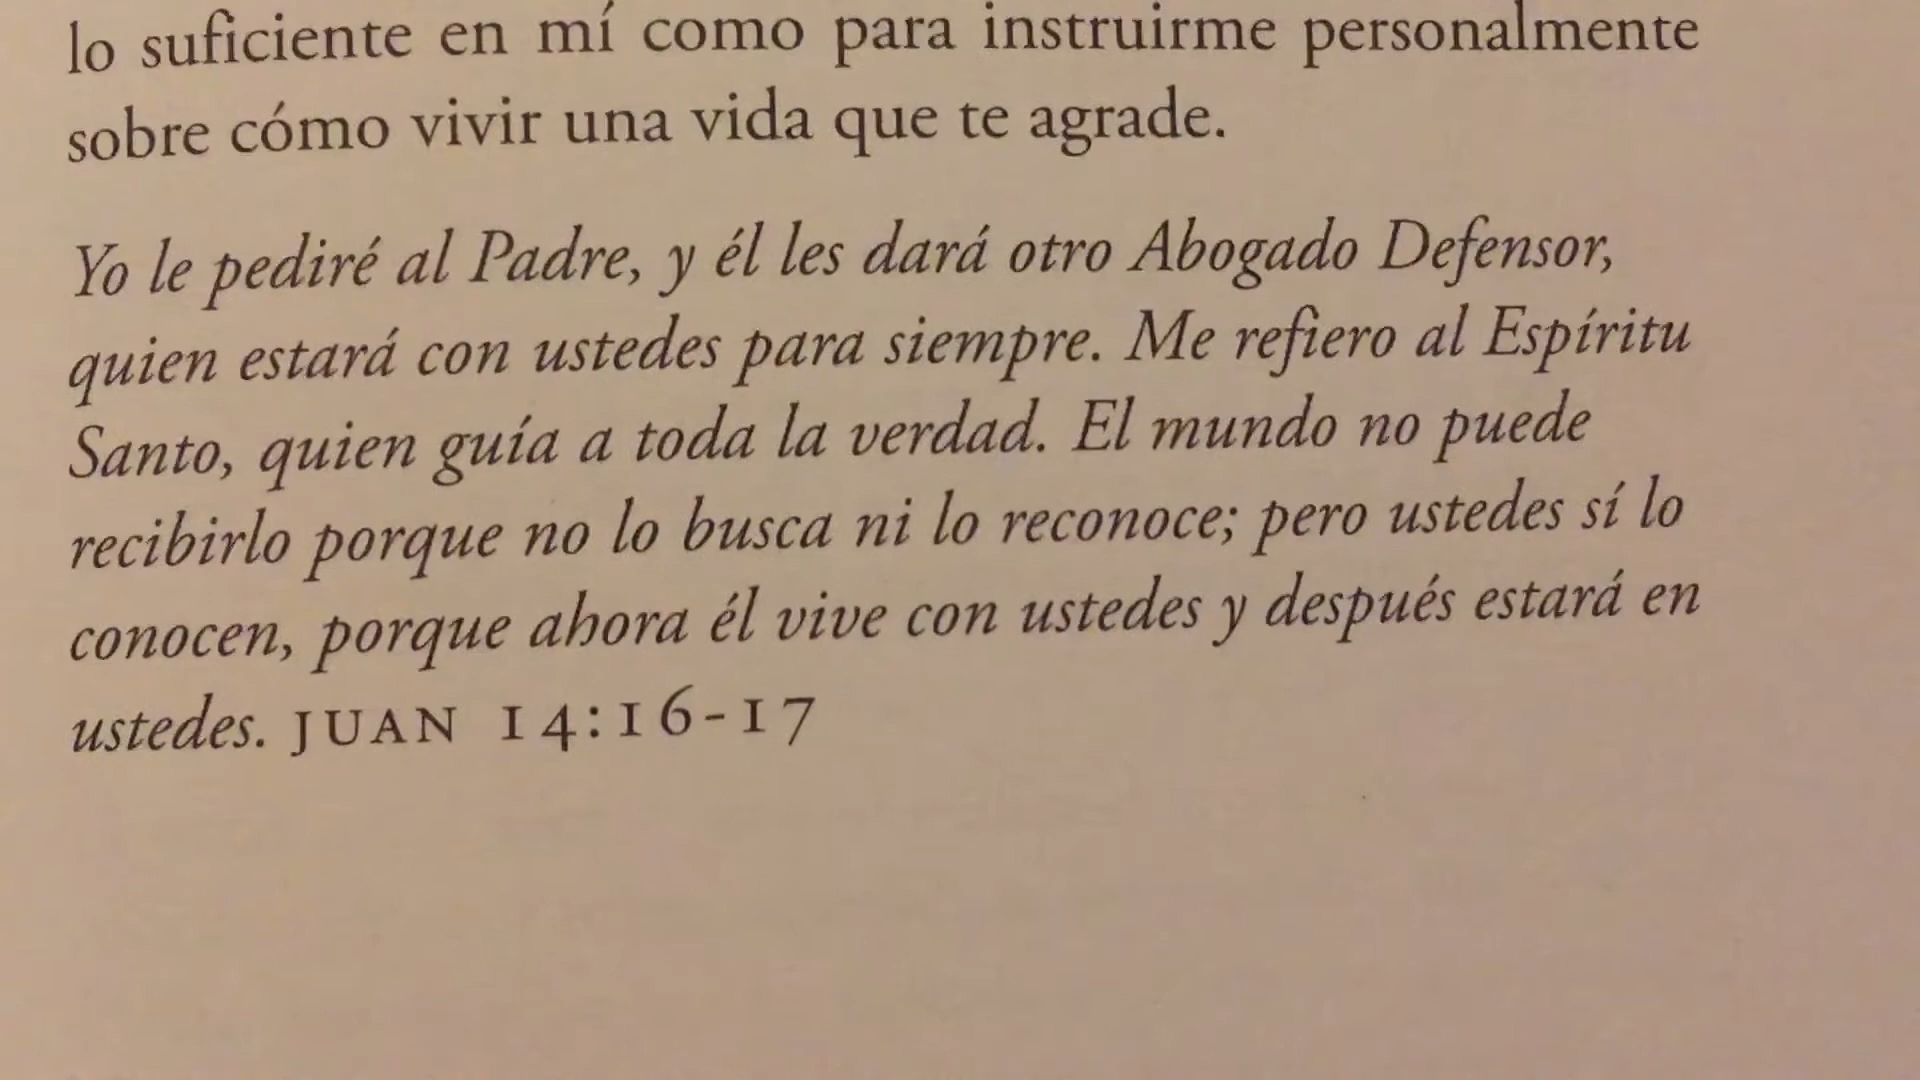 lo suficiente en mí como para instruirme personalmente
sobre cómo vivir una vida que te agrade.
Yo le pediré al Padre, y él les dará otro Abogado Defensor,
quien estará con ustedes para siempre. Me refiero al Espíritu
Santo, quien guía a toda la verdad. El mundo no puede
recibirlo porque no lo busca ni lo reconoce; pero ustedes sí lo
conocen, porque ahora él vive con ustedes y después estará en
ustedes. JUAN 14:16-17